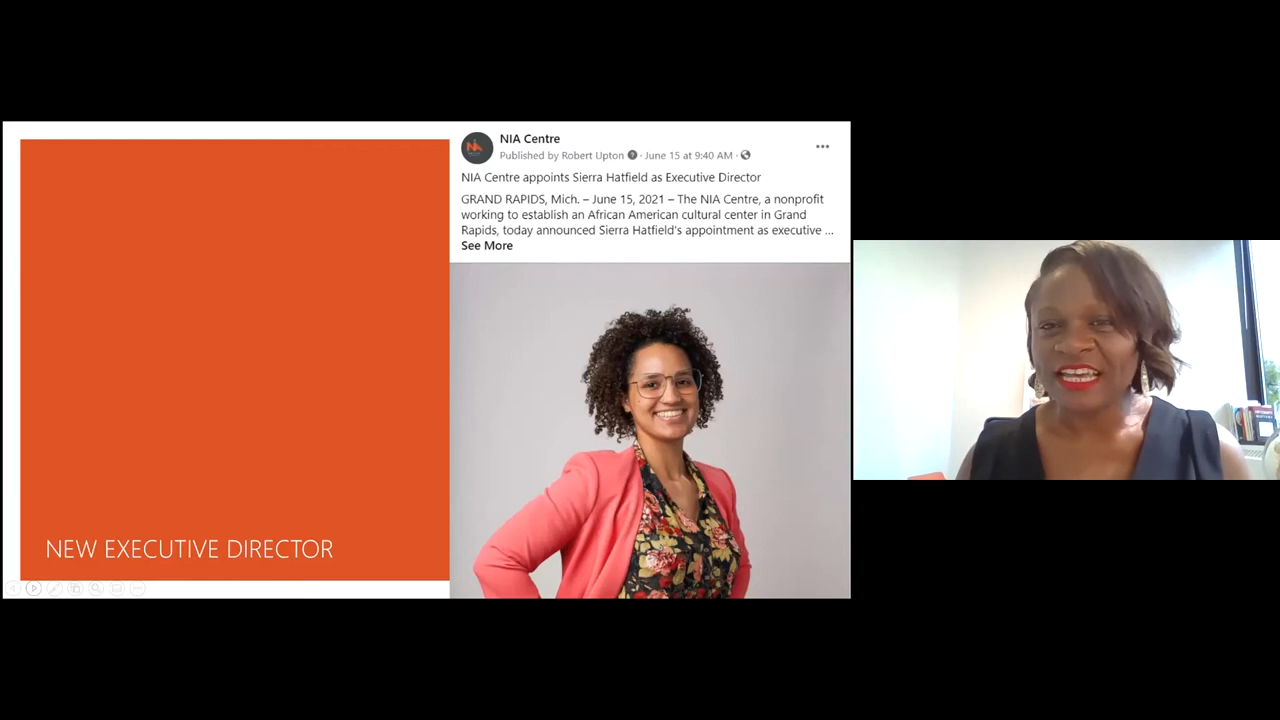 NIA Centre
Published by Robert Upton · June 15 at 9:40 AM ·
NIA Centre appoints Sierra Hatfield as Executive Director
GRAND RAPIDS, Mich. – June 15, 2021 – The NIA Centre, a nonprofit
working to establish an African American cultural center in Grand
Rapids, today announced Sierra Hatfield's appointment as executive ...
See More
NEW EXECUTIVE DIRECTOR